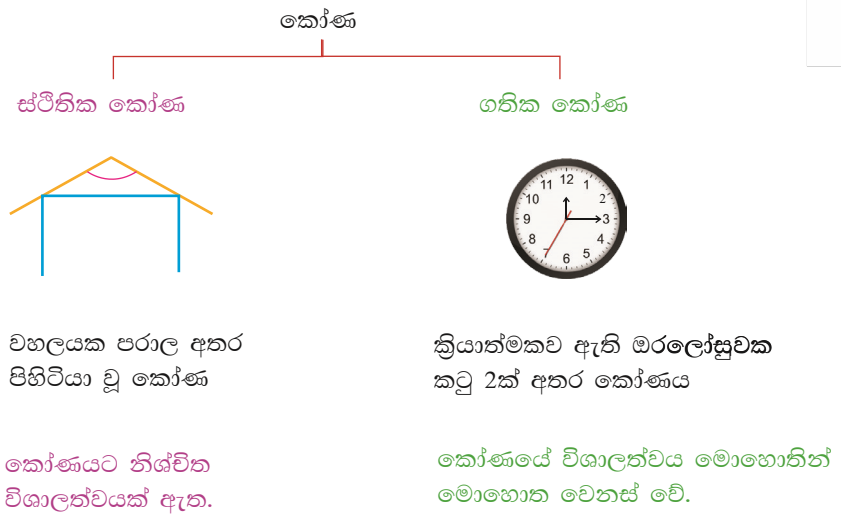 කෝණ
ස්ථිතික කෝණ
ගතික කෝණ
12
11 1
10 2
9 3
8 4
7 5
6
වහලයක පරාල අතර
පිහිටියා වූ කෝණ
ක්‍රියාත්මකව ඇති ඔරලෝසුවක
කටු 2ක් අතර කෝණය
කෝණයට නිශ්චිත
විශාලත්වයක් ඇත.
කෝණයේ විශාලත්වය මොහොතින්
මොහොත වෙනස් වේ.